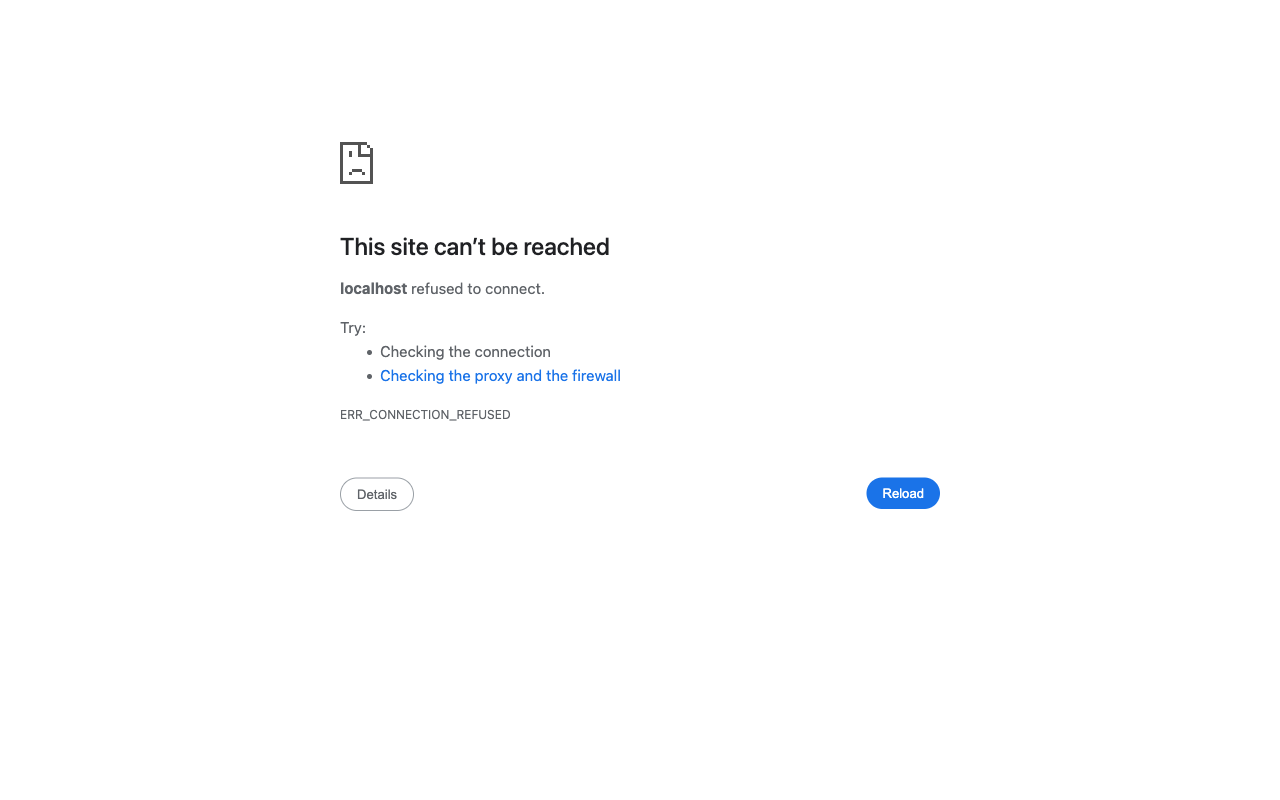 This site can’t be reached
localhost refused to connect.
Try:
Checking the connection
Checking the proxy and the firewall
ERR_CONNECTION_REFUSED
Details
Reload